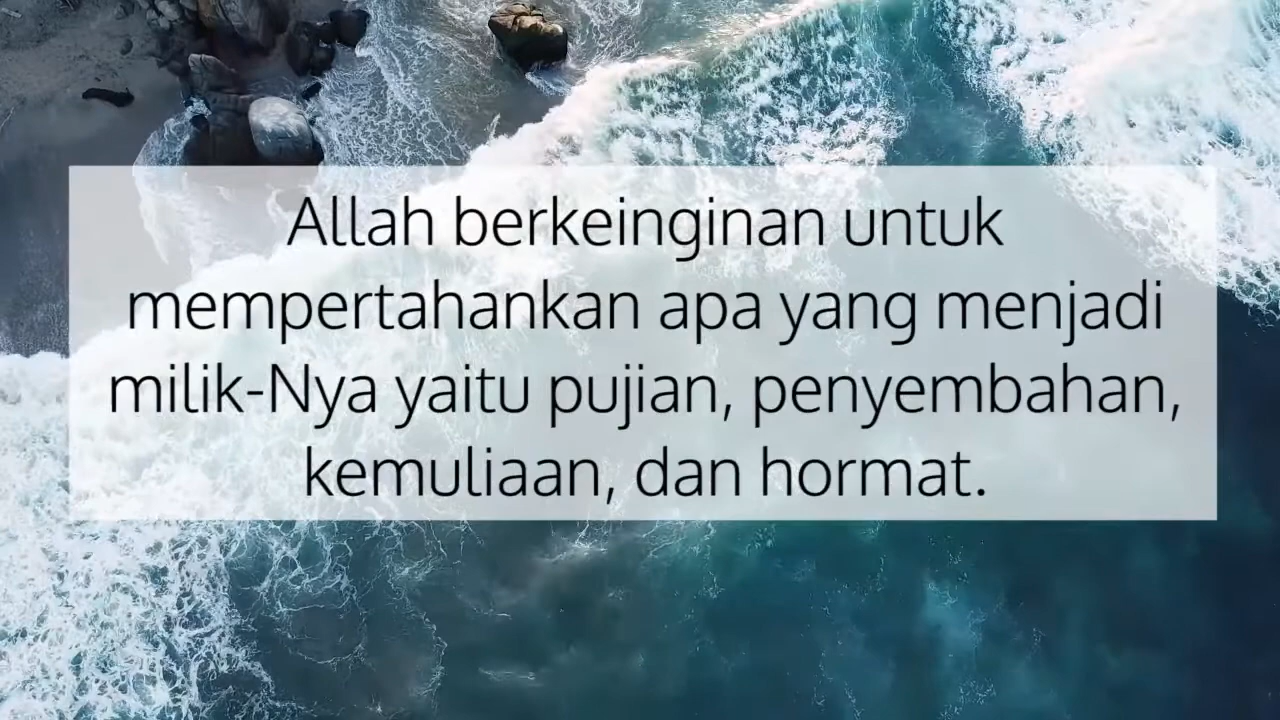 Allah berkeinginan untuk
mempertahankan apa yang menjadi
milik-Nya yaitu pujian, penyembahan,
kemuliaan, dan hormat.